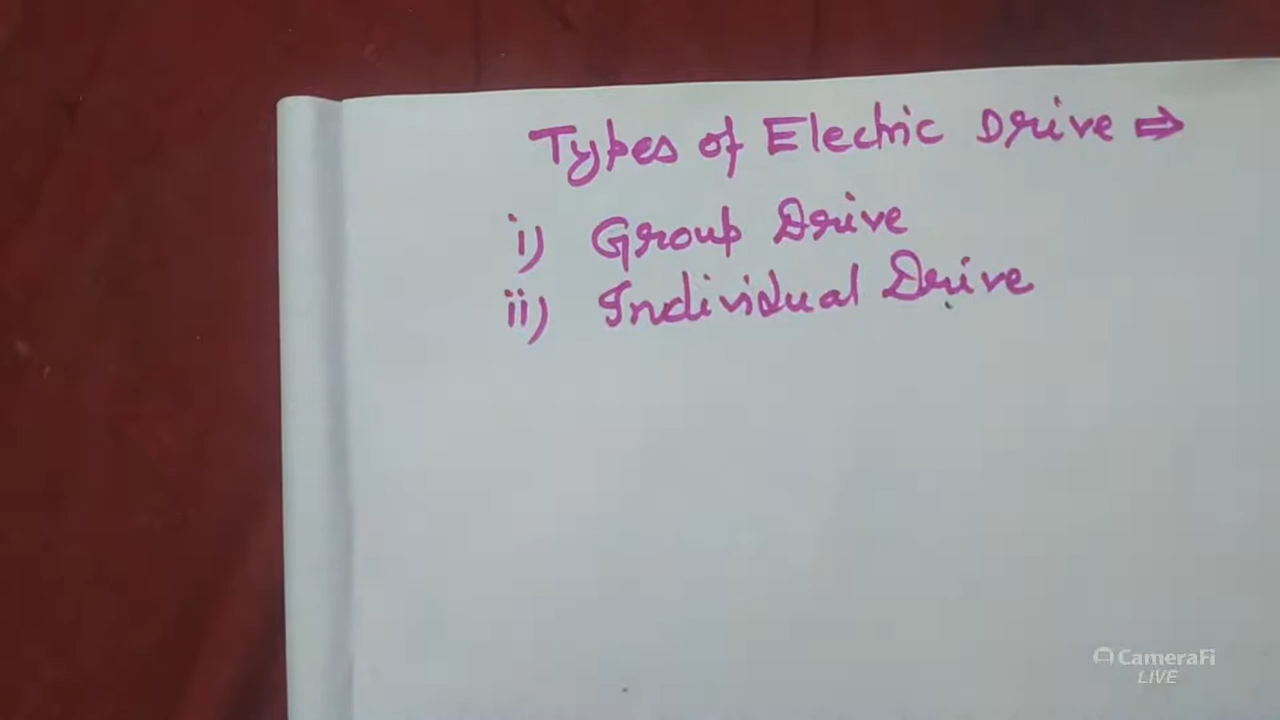 Types of Electric Drive ⇒
i) Group Drive
ii) Individual Drive
CameraFi
LIVE